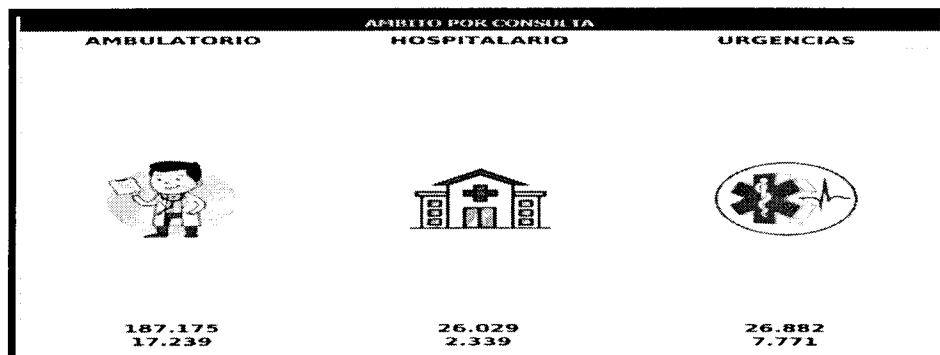 AMBITO POR CONSULTA
AMBULATORIO HOSPITALARIO URGENCIAS
187.175 26.029 26.882
17.239 2.339 7.771